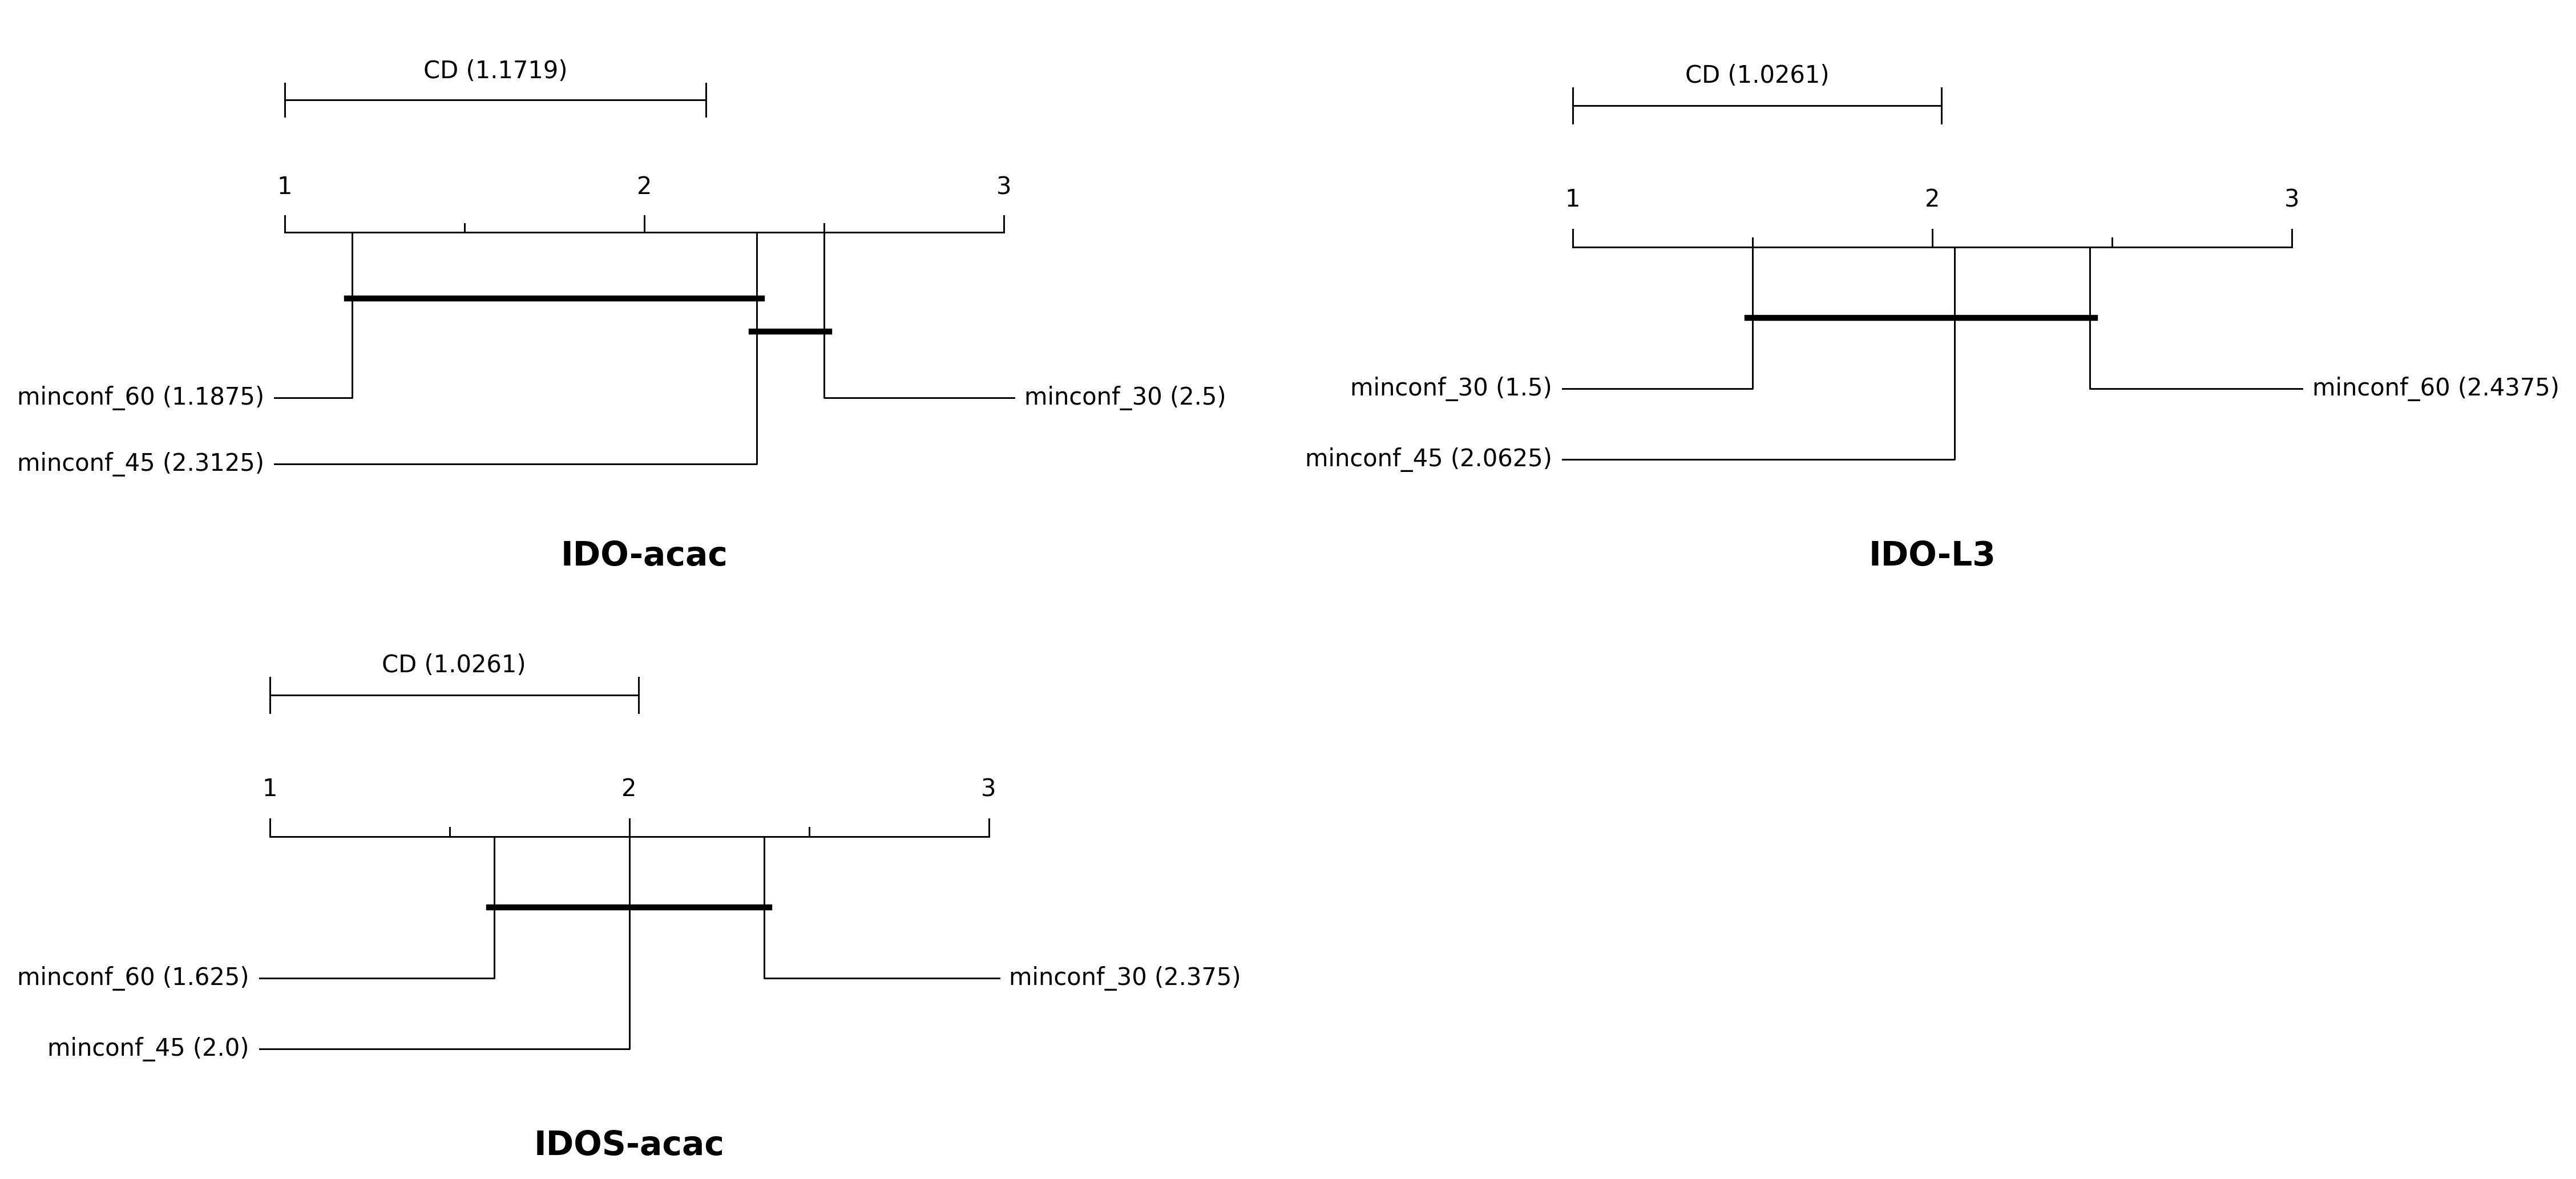 CD (1.1719)
1 2 3
minconf_60 (1.1875)
minconf_30 (2.5)
minconf_45 (2.3125)
IDO-acac
CD (1.0261)
1 2 3
minconf_30 (1.5)
minconf_60 (2.4375)
minconf_45 (2.0625)
IDO-L3
CD (1.0261)
1 2 3
minconf_60 (1.625)
minconf_30 (2.375)
minconf_45 (2.0)
IDOS-acac